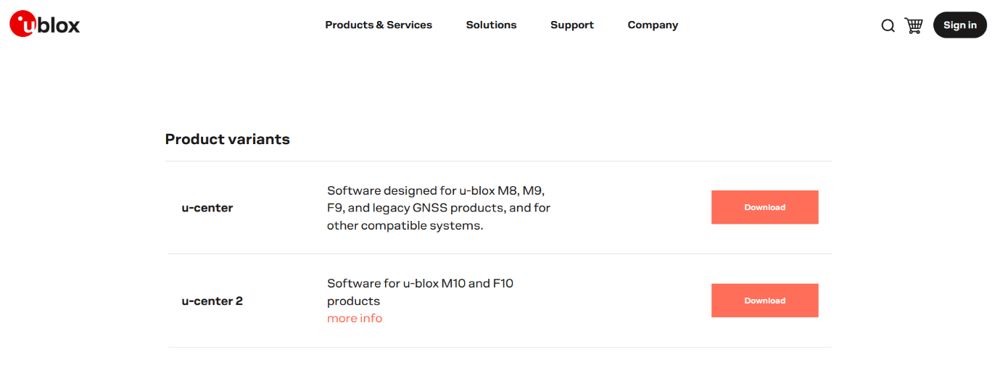 ublox
Products & Services
Solutions
Support
Company
Sign in
Product variants
u-center
Software designed for u-blox M8, M9,
F9, and legacy GNSS products, and for
other compatible systems.
Download
u-center 2
Software for u-blox M10 and F10
products
more info
Download